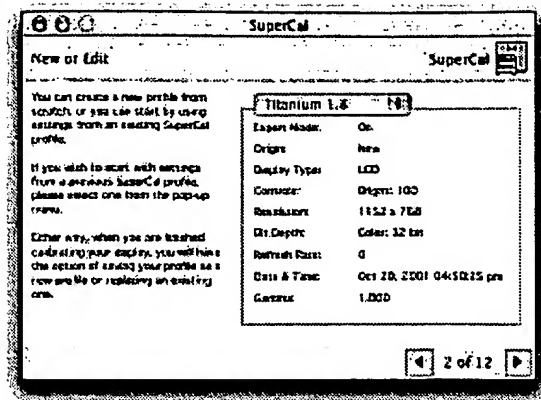 SuperCal
New or Edit
SuperCal
You can create a new profile from
scratch, or you can start by using
settings from an existing SuperCal
profile.
If you wish to start with settings
from a previous SuperCal profile,
please select one from the pop-up
menu.
Either way, when you are finished
calibrating your display, you will have
the option of saving your profile as a
new profile or replacing an existing
one.
Titanium 1.8
Expert Mode: On
Origin: New
Display Type: LCD
Contrast: 100
Resolution: 1152 x 768
Bit Depth: Color: 32 bit
Refresh Rate: 0
Date & Time: Oct 20, 2001 04:50:25 pm
Gamma: 1.000
2 of 12